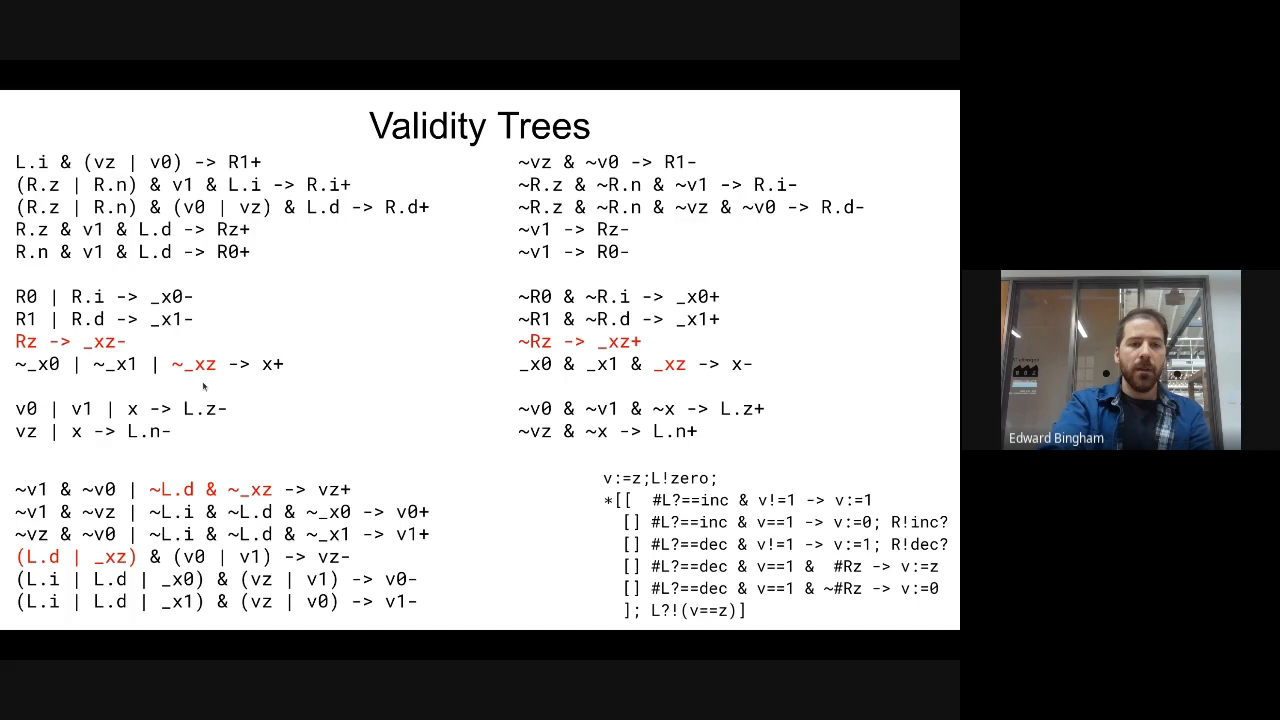 Validity Trees
L.i & (vz | v0) -> R1+
(R.z | R.n) & v1 & L.i -> R.i+
(R.z | R.n) & (v0 | vz) & L.d -> R.d+
R.z & v1 & L.d -> Rz+
R.n & v1 & L.d -> R0+
~vz & ~v0 -> R1-
~R.z & ~R.n & ~v1 -> R.i-
~R.z & ~R.n & ~vz & ~v0 -> R.d-
~v1 -> Rz-
~v1 -> R0-
R0 | R.i -> _x0-
R1 | R.d -> _x1-
Rz -> _xz-
~_x0 | ~_x1 | ~_xz -> x+
~R0 & ~R.i -> _x0+
~R1 & ~R.d -> _x1+
~Rz -> _xz+
_x0 & _x1 & _xz -> x-
v0 | v1 | x -> L.z-
vz | x -> L.n-
~v0 & ~v1 & ~x -> L.z+
~vz & ~x -> L.n+
~v1 & ~v0 | ~L.d & ~_xz -> vz+
~v1 & ~vz | ~L.i & ~L.d & ~_x0 -> v0+
~vz & ~v0 | ~L.i & ~L.d & ~_x1 -> v1+
(L.d | _xz) & (v0 | v1) -> vz-
(L.i | L.d | _x0) & (vz | v1) -> v0-
(L.i | L.d | _x1) & (vz | v0) -> v1-
v:=z;L!zero;
*[[ #L?==inc & v!=1 -> v:=1
[] #L?==inc & v==1 -> v:=0; R!inc?
[] #L?==dec & v!=1 -> v:=1; R!dec?
[] #L?==dec & v==1 & #Rz -> v:=z
[] #L?==dec & v==1 & ~#Rz -> v:=0
]; L?!(v==z)]
Edward Bingham